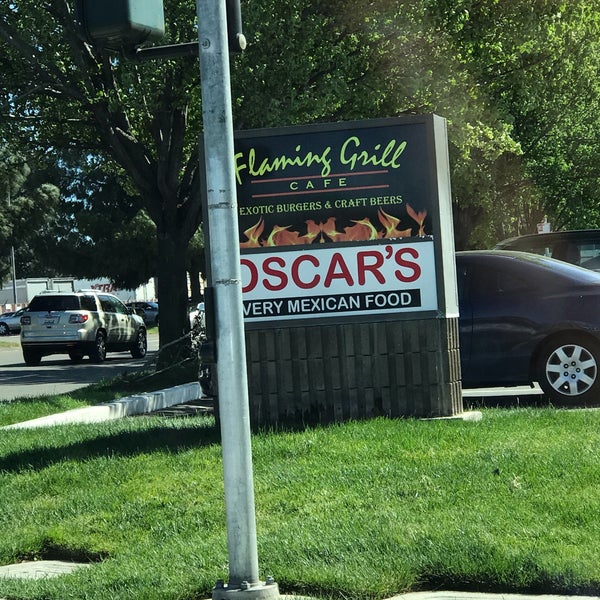 Flaming Grill
CAFE
EXOTIC BURGERS & CRAFT BEERS
OSCAR'S
VERY MEXICAN FOOD